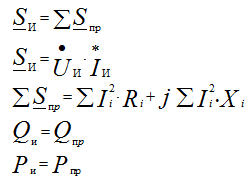 S̲И = ∑S̲пр
S̲И = U̇И · I̲*И
∑S̲пр = ∑I²i · Ri + j ∑I²i · Xi
Qи = Qпр
Pи = Pпр